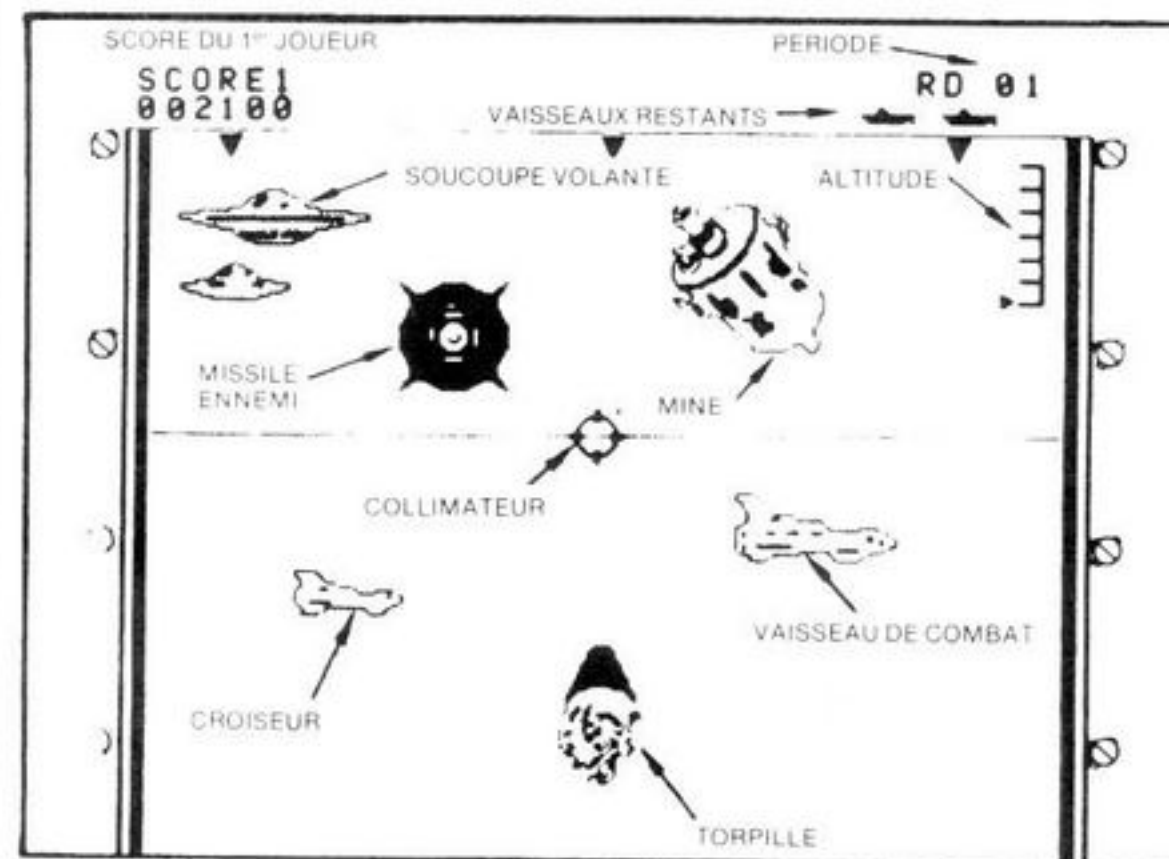 SCORE DU 1er JOUEUR
PERIODE
SCORE1
RD 01
002100
VAISSEAUX RESTANTS
SOUCOUPE VOLANTE
ALTITUDE
MISSILE
ENNEMI
MINE
COLLIMATEUR
VAISSEAU DE COMBAT
CROISEUR
TORPILLE